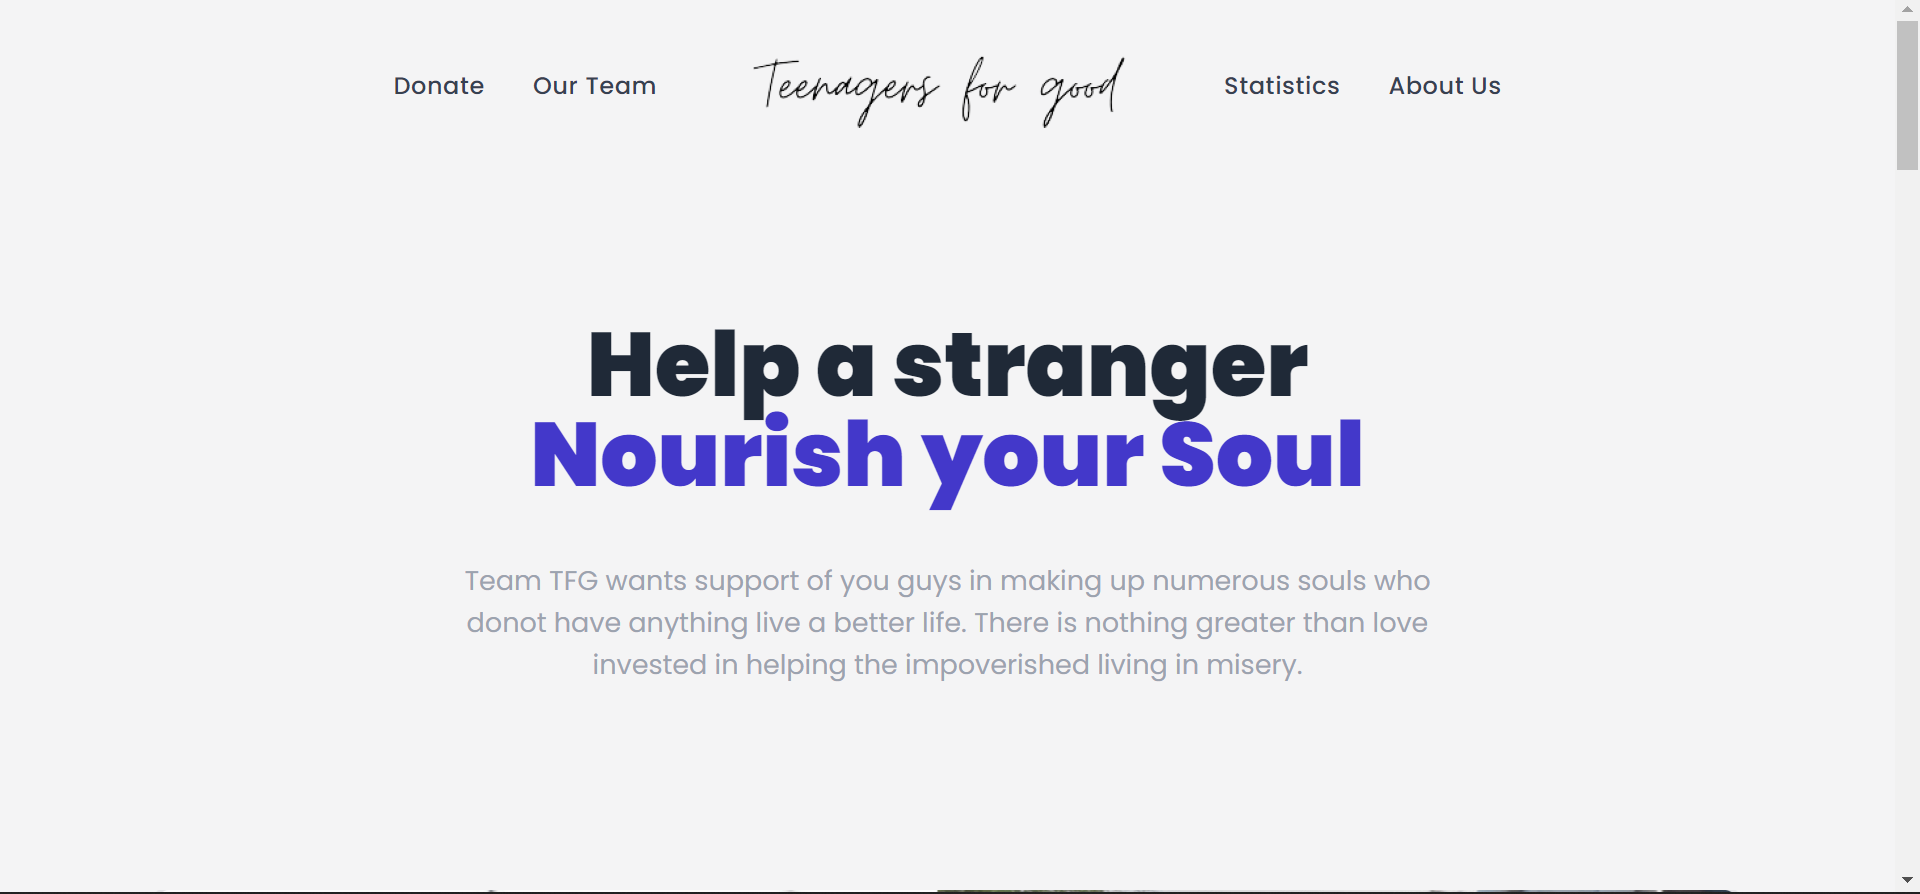 Donate Our Team Teenagers for good Statistics About Us
Help a stranger
Nourish your Soul
Team TFG wants support of you guys in making up numerous souls who
donot have anything live a better life. There is nothing greater than love
invested in helping the impoverished living in misery.